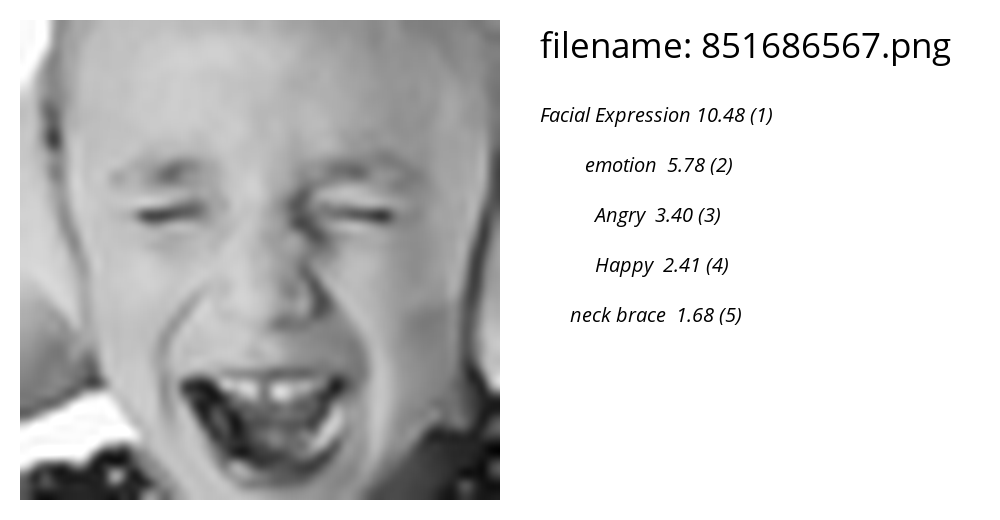 filename: 851686567.png
Facial Expression 10.48 (1)
emotion 5.78 (2)
Angry 3.40 (3)
Happy 2.41 (4)
neck brace 1.68 (5)